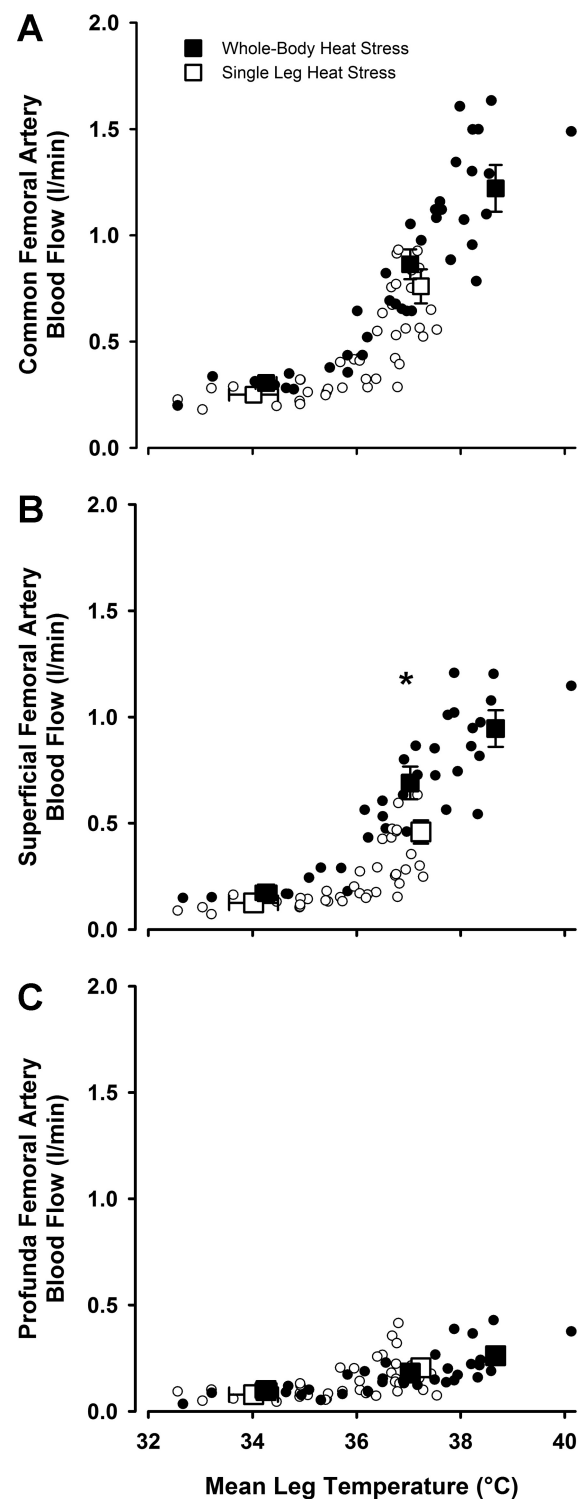 A
2.0
Whole-Body Heat Stress
Single Leg Heat Stress
1.5
1.0
0.5
0.0
Common Femoral Artery
Blood Flow (l/min)
B
2.0
1.5
*
1.0
0.5
0.0
Superficial Femoral Artery
Blood Flow (l/min)
C
2.0
1.5
1.0
0.5
0.0
Profunda Femoral Artery
Blood Flow (l/min)
32 34 36 38 40
Mean Leg Temperature (°C)